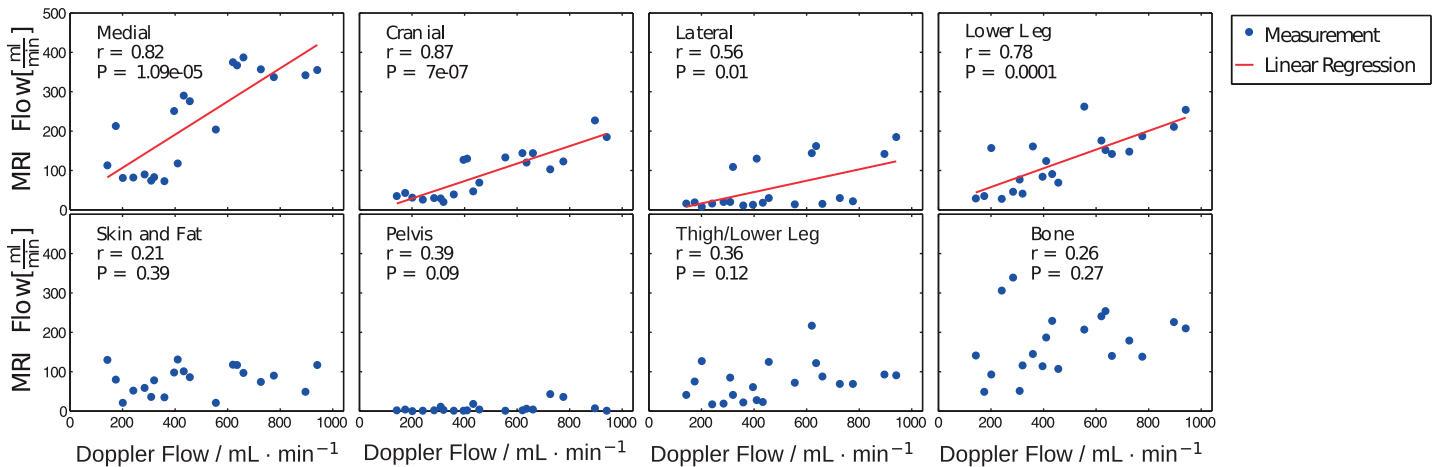 500
400
300
200
100
0
MRI Flow[ml/min]
Medial
r = 0.82
P = 1.09e-05
Cranial
r = 0.87
P = 7e-07
Lateral
r = 0.56
P = 0.01
Lower Leg
r = 0.78
P = 0.0001
Measurement
Linear Regression
400
300
200
100
0
MRI Flow[ml/min]
Skin and Fat
r = 0.21
P = 0.39
Pelvis
r = 0.39
P = 0.09
Thigh/Lower Leg
r = 0.36
P = 0.12
Bone
r = 0.26
P = 0.27
0 200 400 600 800 1000
0 200 400 600 800 1000
0 200 400 600 800 1000
0 200 400 600 800 1000
Doppler Flow / mL · min⁻¹
Doppler Flow / mL · min⁻¹
Doppler Flow / mL · min⁻¹
Doppler Flow / mL · min⁻¹